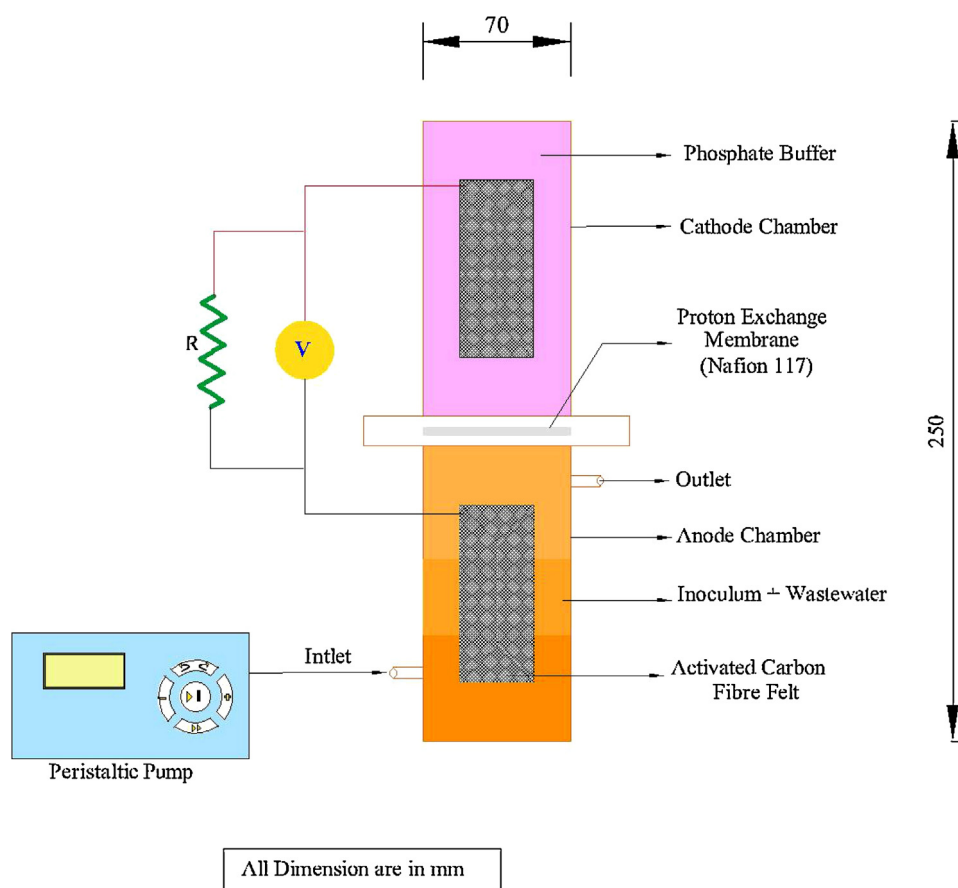 70
Phosphate Buffer
Cathode Chamber
Proton Exchange
Membrane
(Nafion 117)
R
V
250
Outlet
Anode Chamber
Inoculum + Wastewater
Intlet
Activated Carbon
Fibre Felt
Peristaltic Pump
All Dimension are in mm